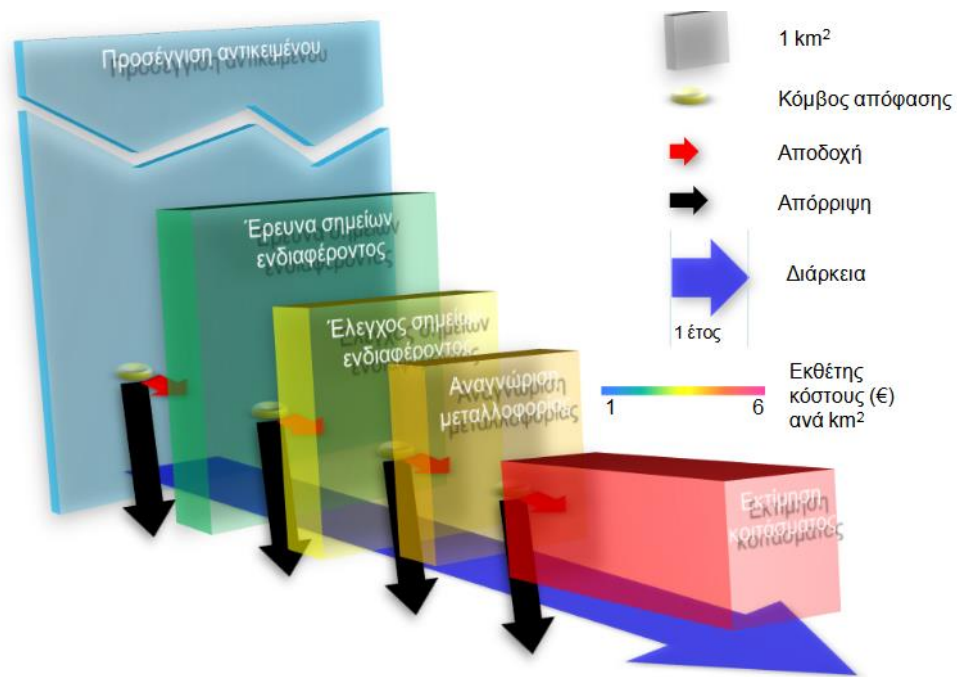 Προσέγγιση αντικειμένου
Έρευνα σημείων
ενδιαφέροντος
Έλεγχος σημείων
ενδιαφέροντος
Αναγνώριση
μεταλλοφορίας
Εκτίμηση
κοιτάσματος
1 km²
Κόμβος απόφασης
Αποδοχή
Απόρριψη
Διάρκεια
1 έτος
Εκθέτης
κόστους (€)
ανά km²
1 6